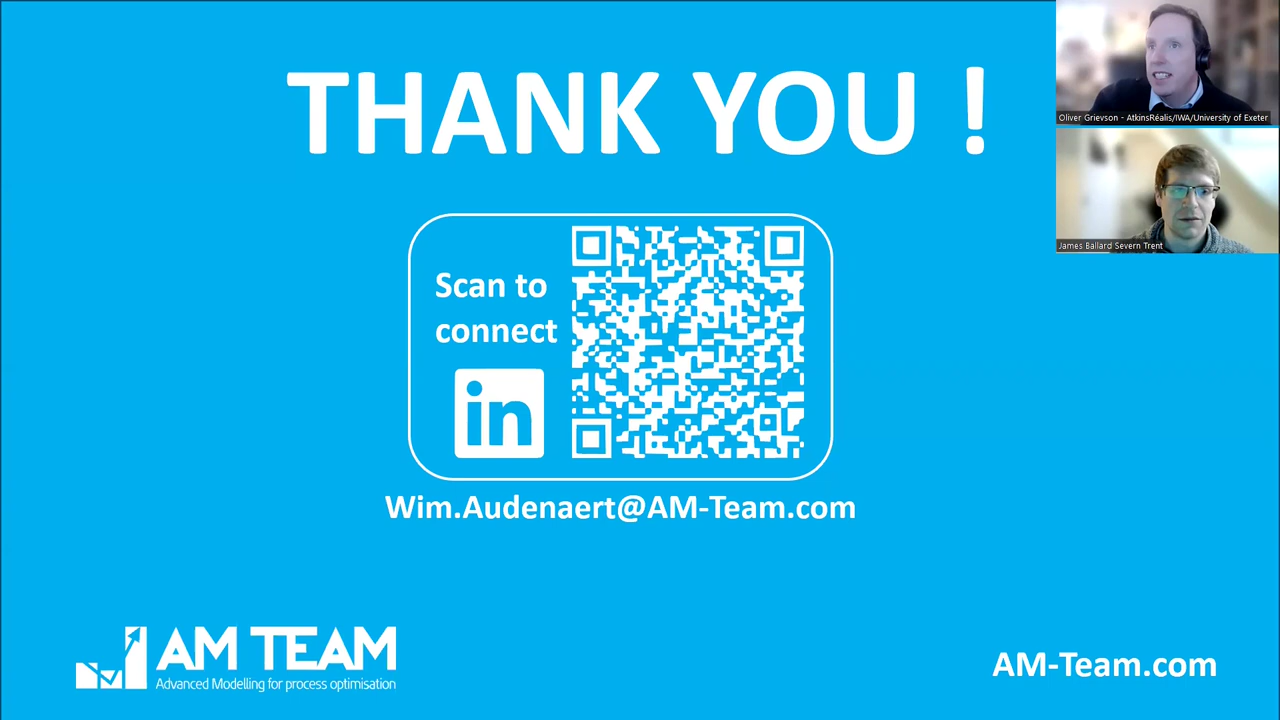 THANK YOU !
Oliver Grievson - AtkinsRéalis/IWA/University of Exeter
James Ballard Severn Trent
Scan to
connect
in
Wim.Audenaert@AM-Team.com
AM TEAM
Advanced Modelling for process optimisation
AM-Team.com